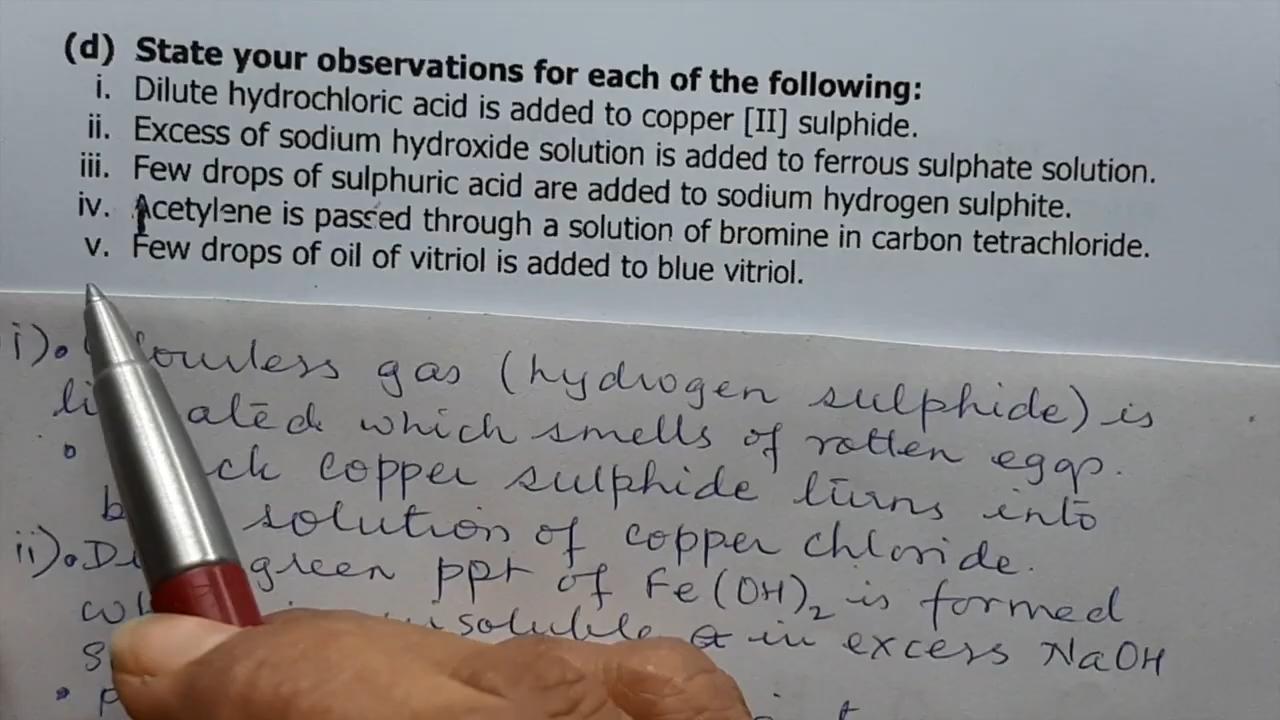 (d) State your observations for each of the following:
i. Dilute hydrochloric acid is added to copper [II] sulphide.
ii. Excess of sodium hydroxide solution is added to ferrous sulphate solution.
iii. Few drops of sulphuric acid are added to sodium hydrogen sulphite.
iv. Acetylene is passed through a solution of bromine in carbon tetrachloride.
v. Few drops of oil of vitriol is added to blue vitriol.
i). gas (hydrogen sulphide) is
which smells of rotten eggs.
copper sulphide turns into
solution of copper chloride.
ii). green ppt of Fe(OH)2 is formed
insoluble in excess NaOH